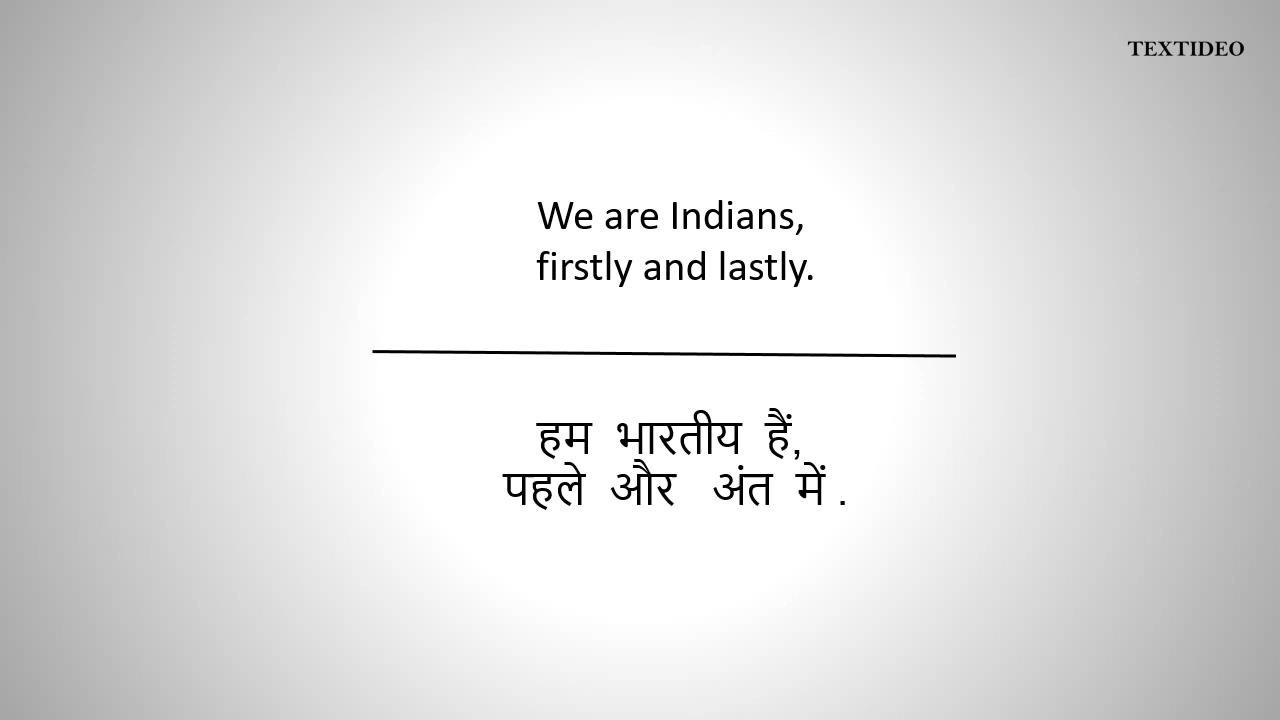 TEXTIDEO
We are Indians,
firstly and lastly.
हम भारतीय हैं,
पहले और अंत में .